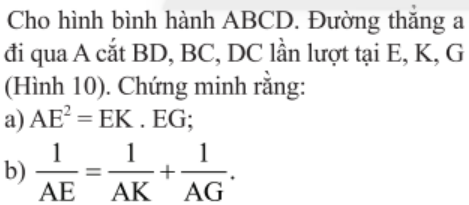 Cho hình bình hành ABCD. Đường thẳng a
đi qua A cắt BD, BC, DC lần lượt tại E, K, G
(Hình 10). Chứng minh rằng:
a) AE² = EK . EG;
b) 1/AE = 1/AK + 1/AG.